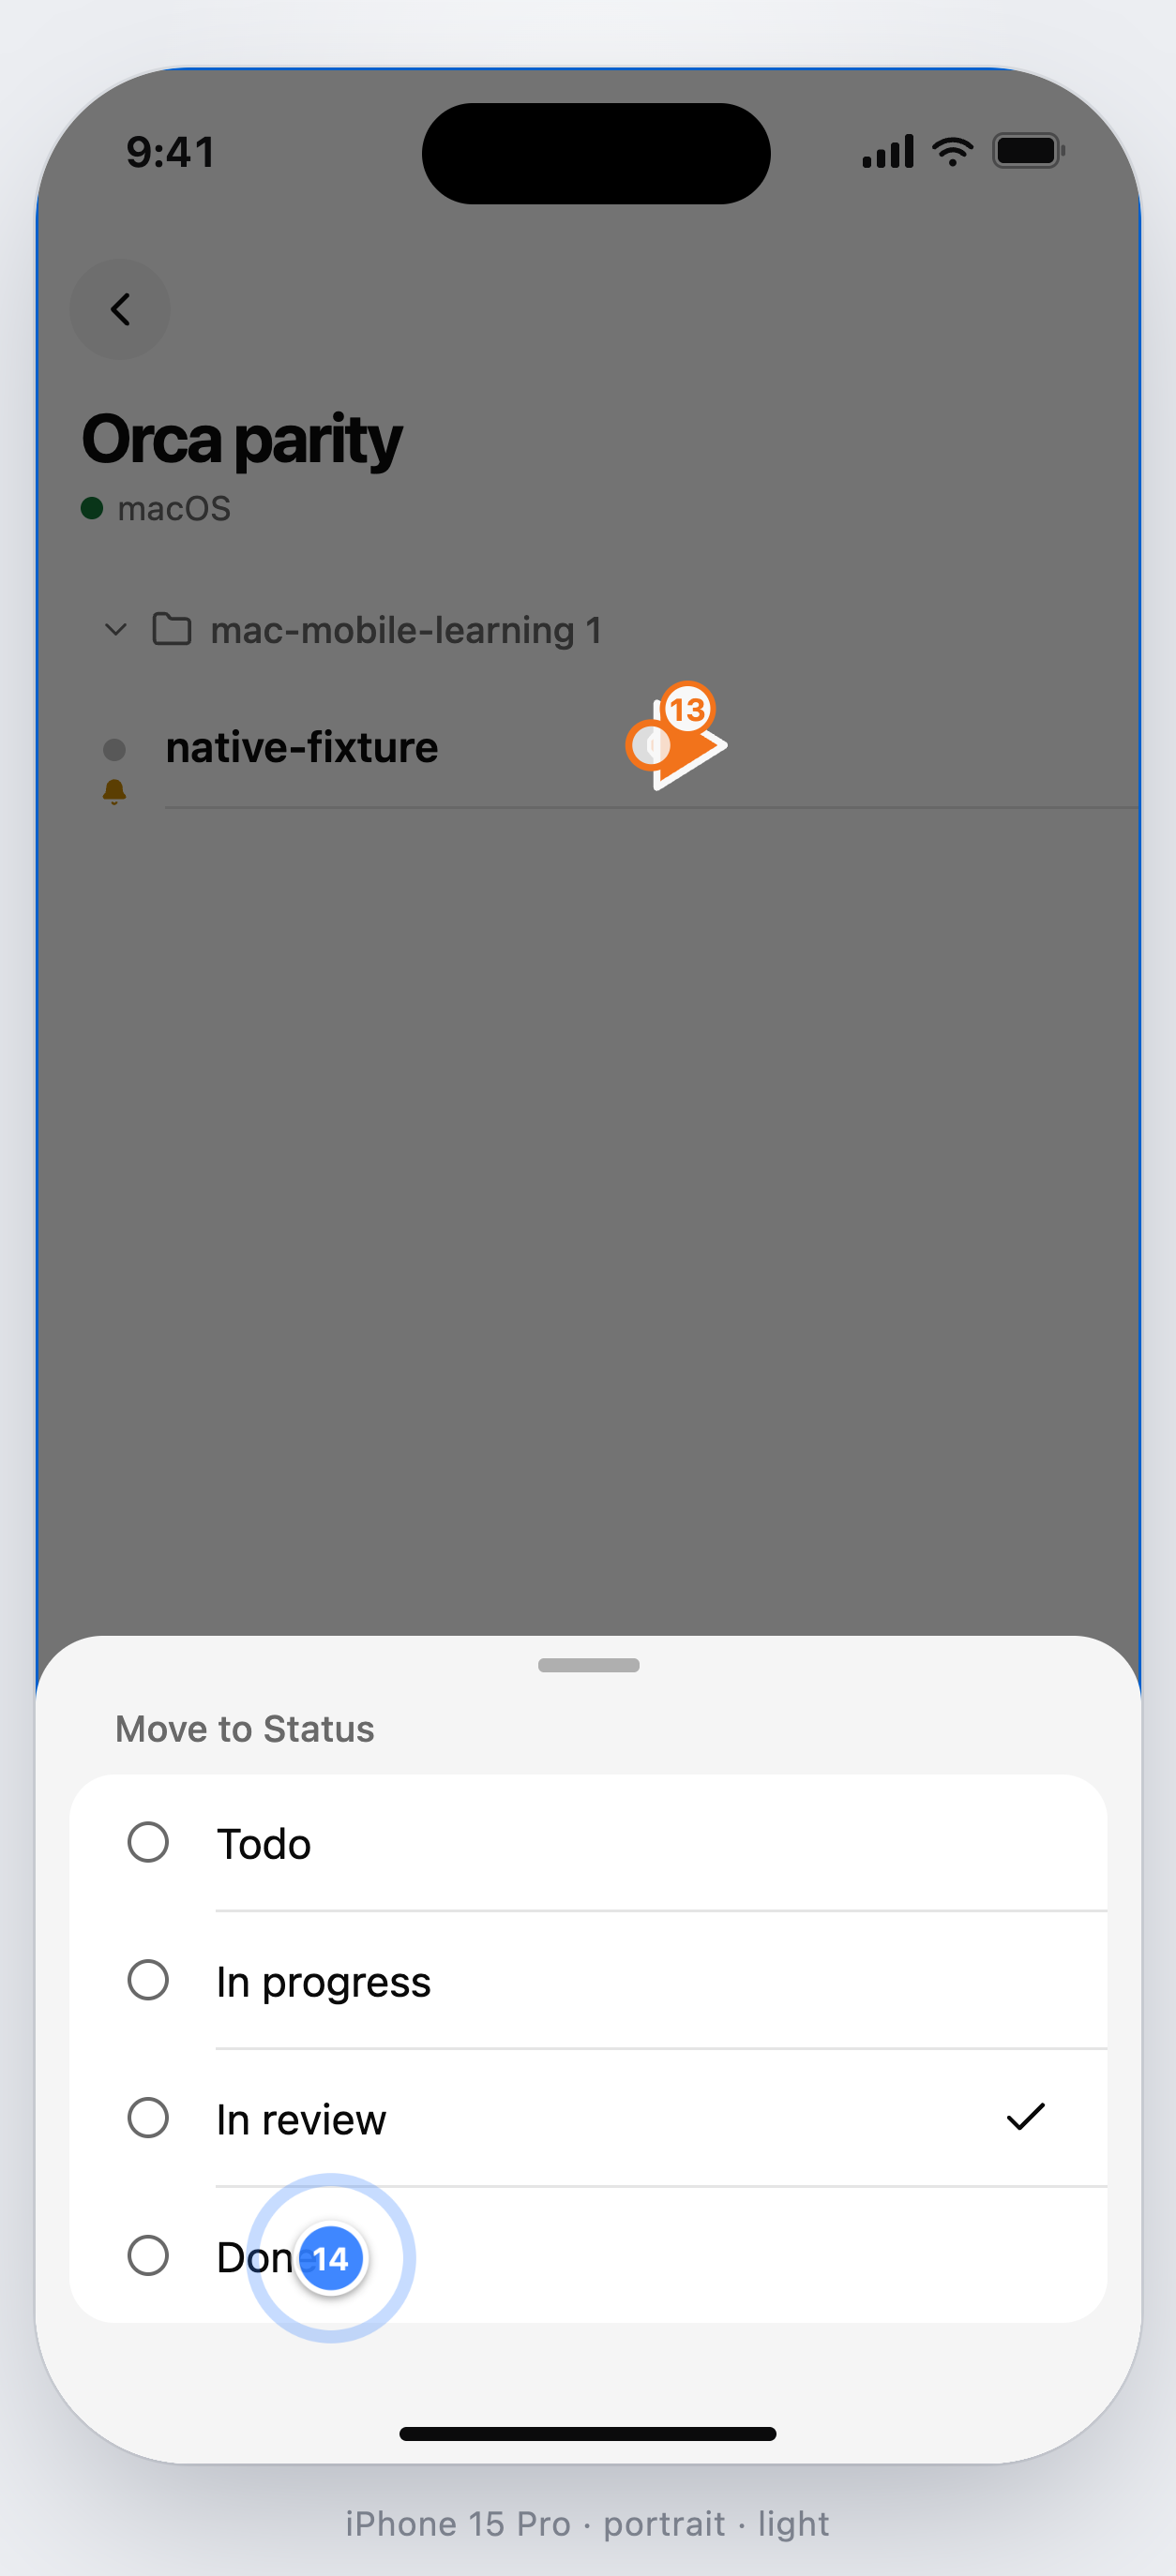 9:41
Orca parity
macOS
mac-mobile-learning 1
13
native-fixture
Move to Status
Todo
In progress
In review
Done
14
iPhone 15 Pro · portrait · light